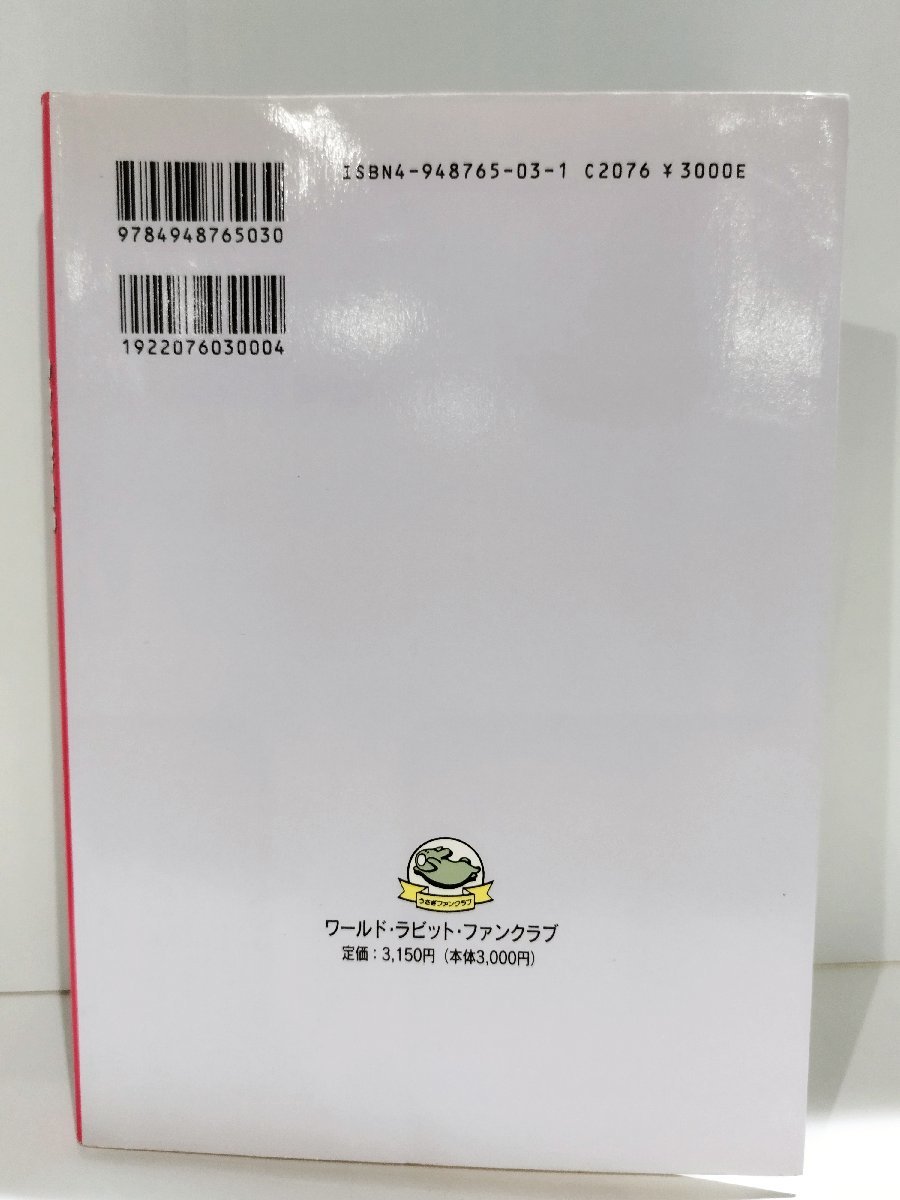 ISBN4-948765-03-1 C2076 ¥3000E
9784948765030
1922076030004
うさぎファンクラブ
ワールド・ラビット・ファンクラブ
定価：3,150円（本体3,000円）